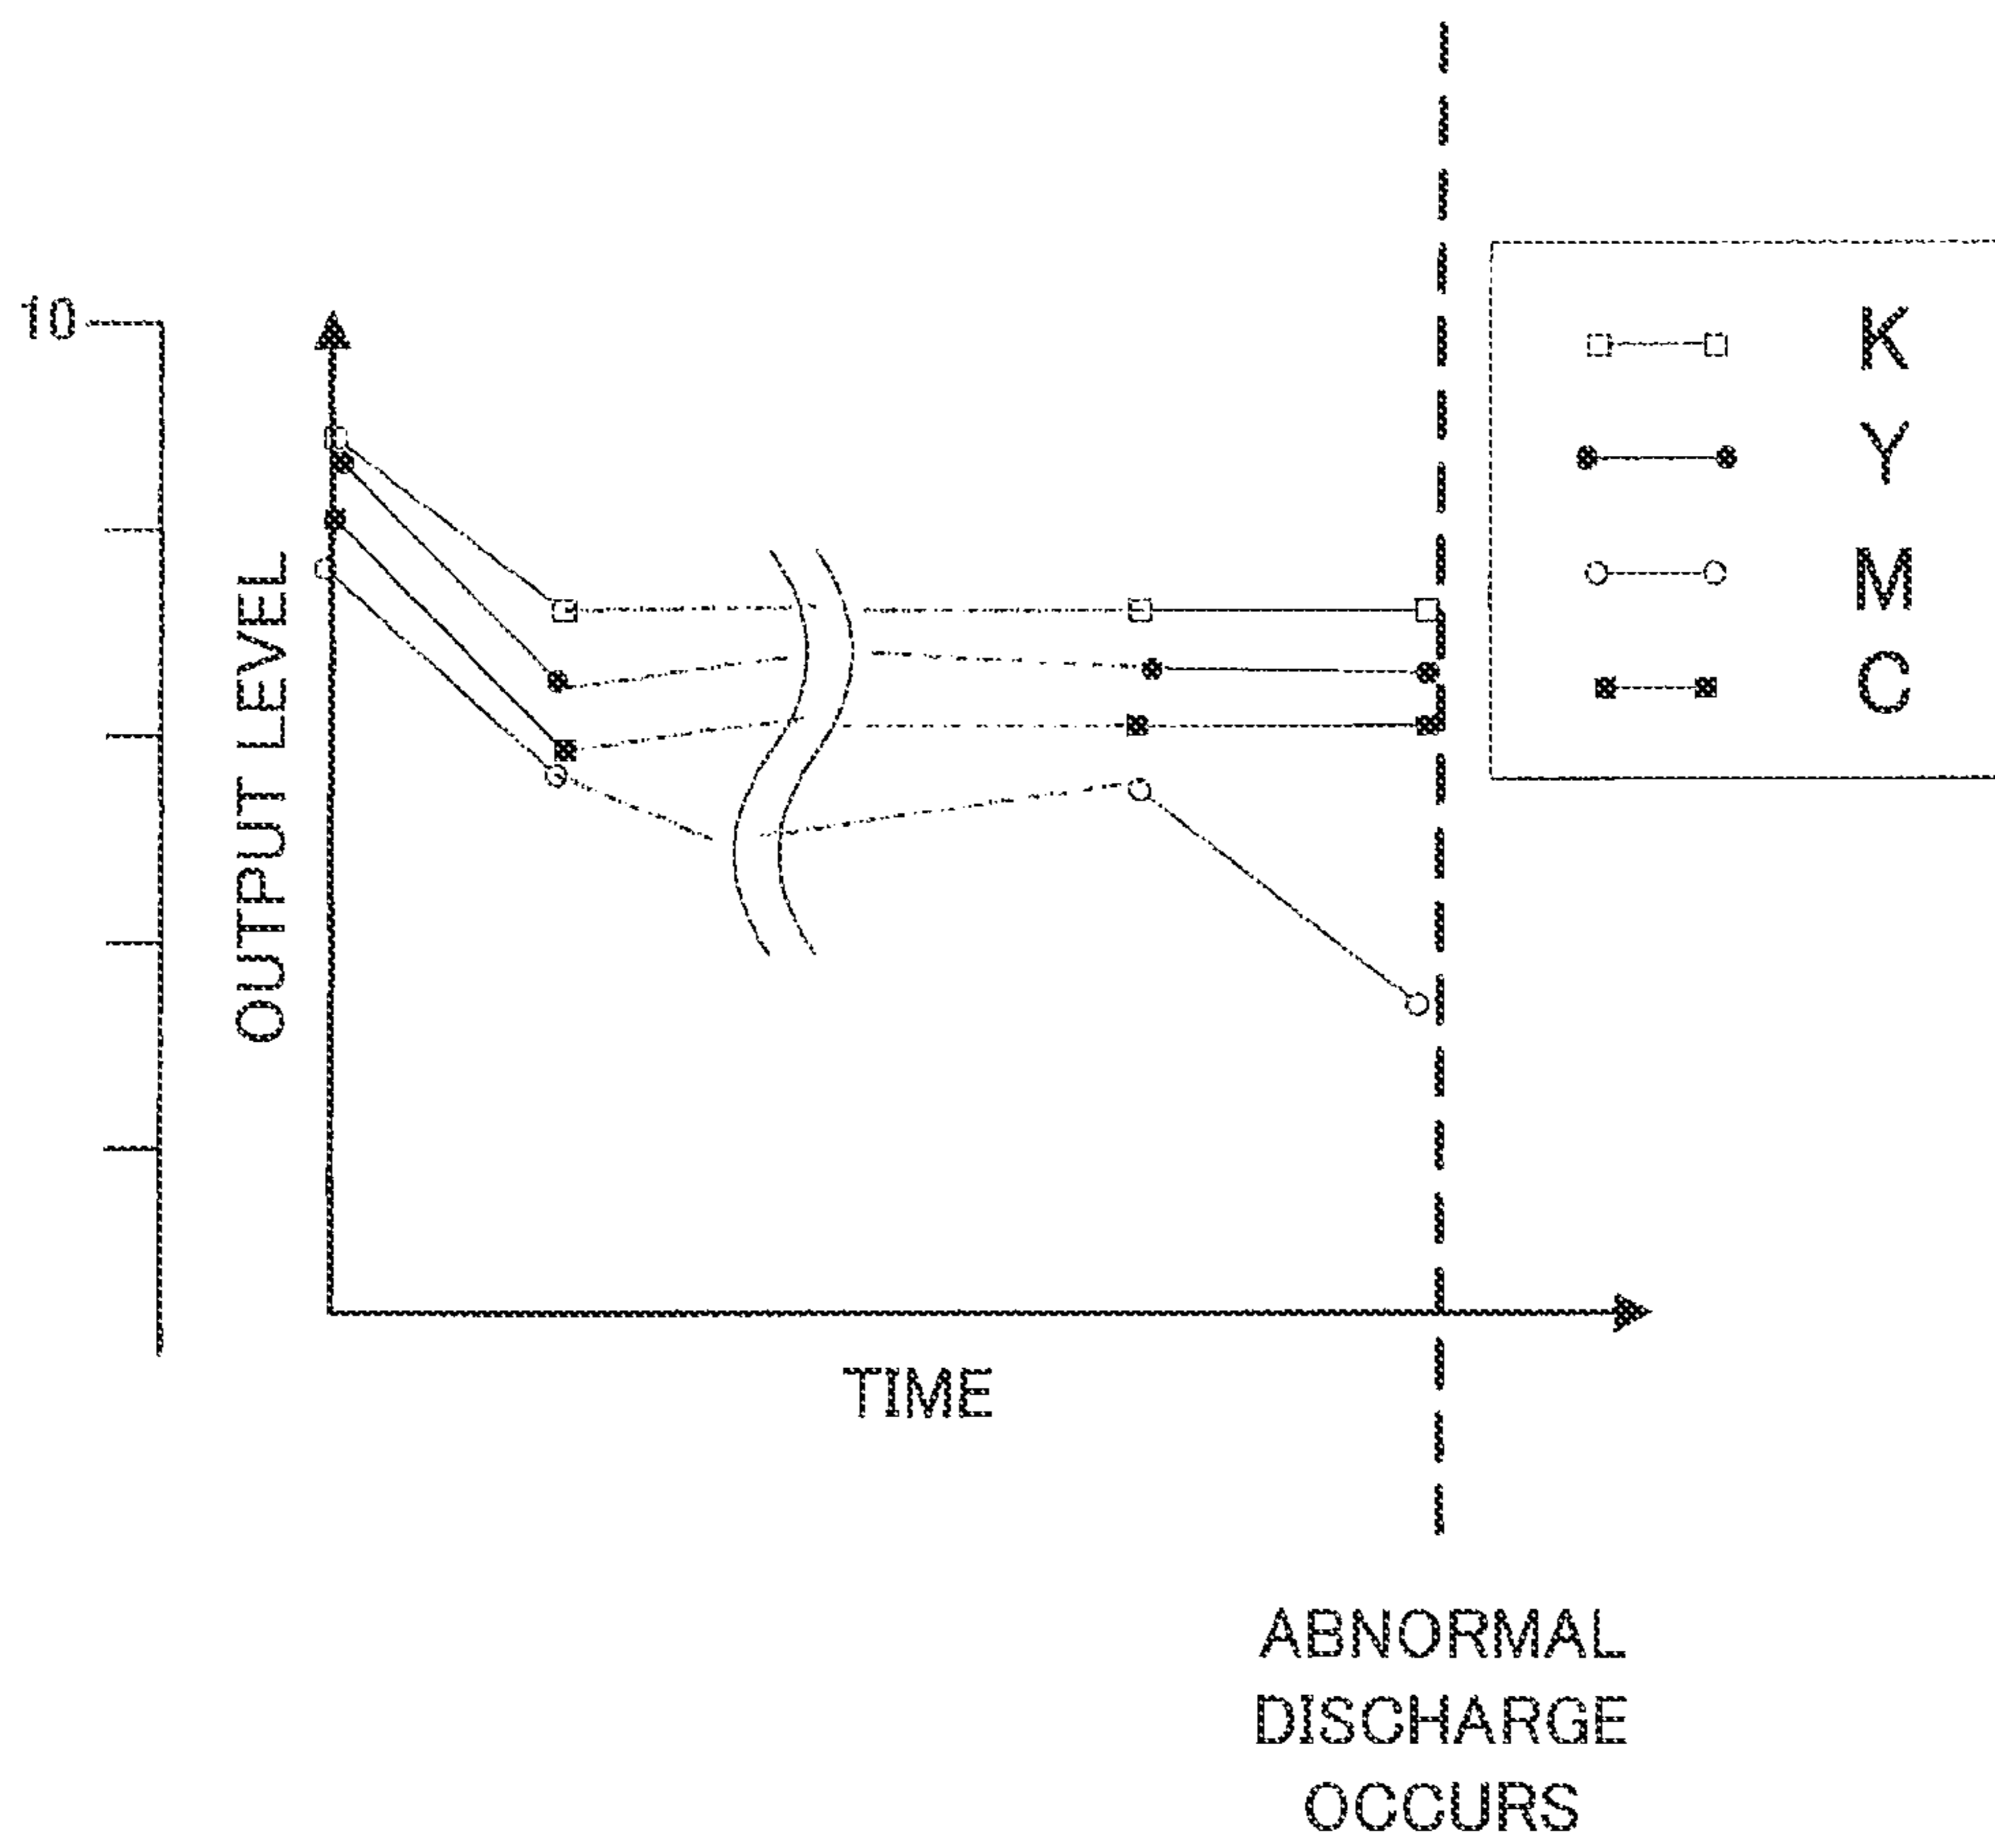 10
OUTPUT LEVEL
TIME
K
Y
M
C
ABNORMAL
DISCHARGE
OCCURS